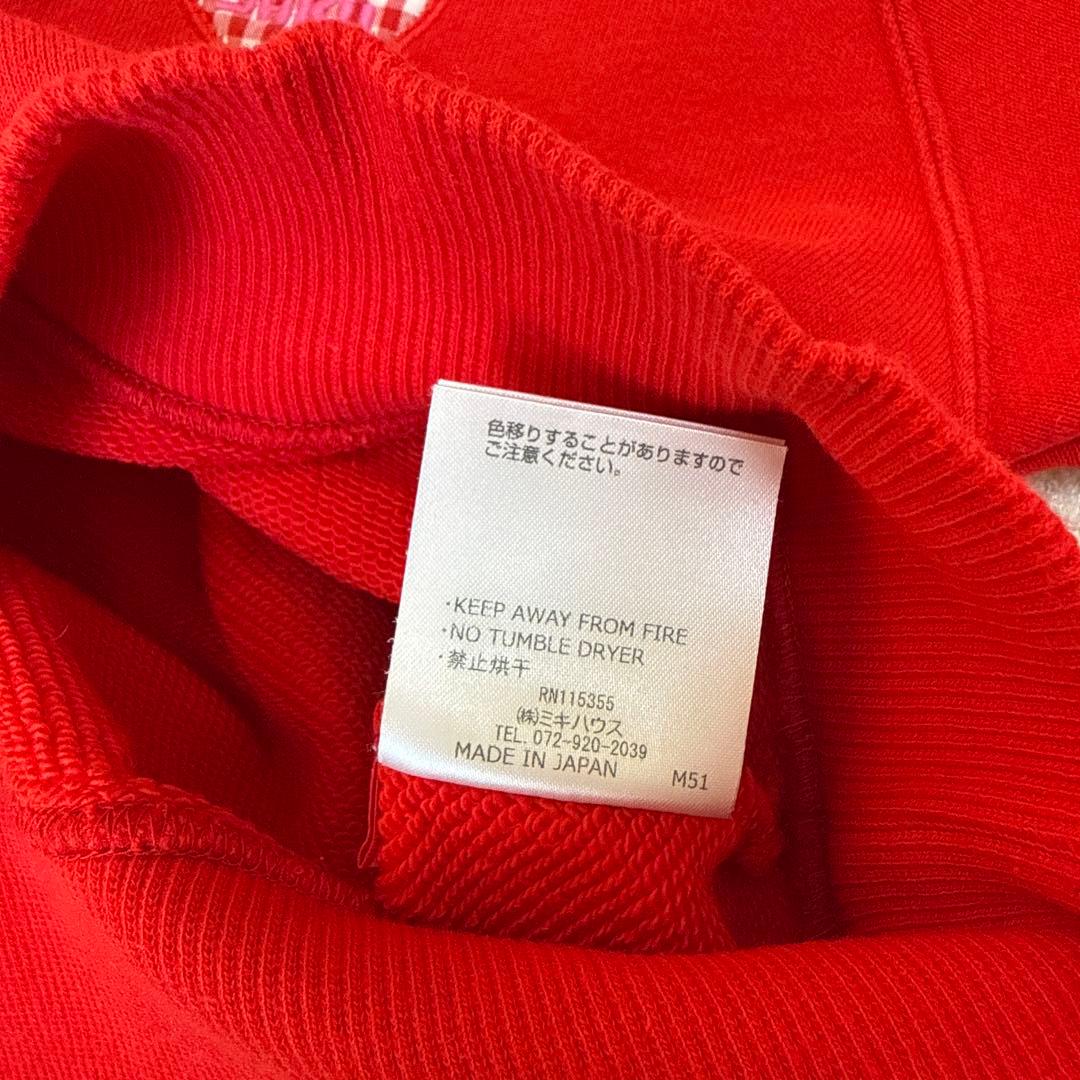 色移りすることがありますので
ご注意ください。
・KEEP AWAY FROM FIRE
・NO TUMBLE DRYER
・禁止烘干
RN115355
㈱ミキハウス
TEL. 072-920-2039
MADE IN JAPAN
M51